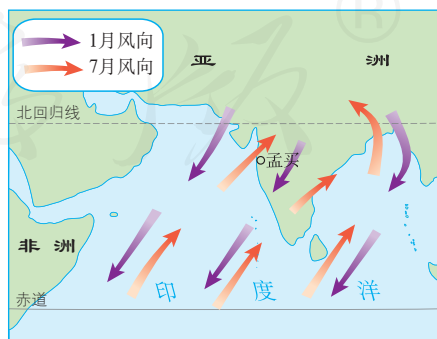 1月风向
7月风向
亚 洲
北回归线
孟买
非 洲
印 度 洋
赤道